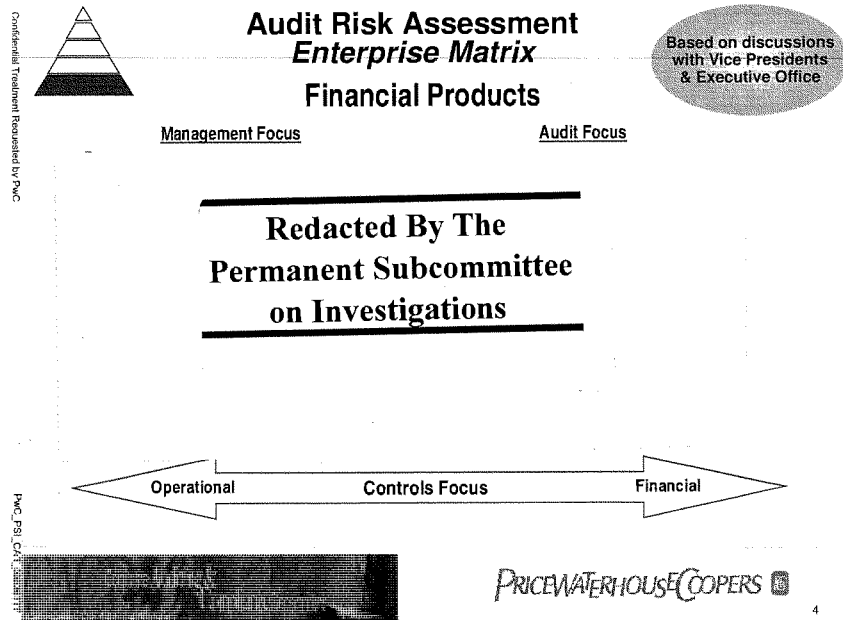 Audit Risk Assessment
Enterprise Matrix
Financial Products
Based on discussions
with Vice Presidents
& Executive Office
Confidential Treatment Requested by PwC
Management Focus
Audit Focus
Redacted By The
Permanent Subcommittee
on Investigations
Operational
Controls Focus
Financial
PRICEWATERHOUSECOOPERS
4